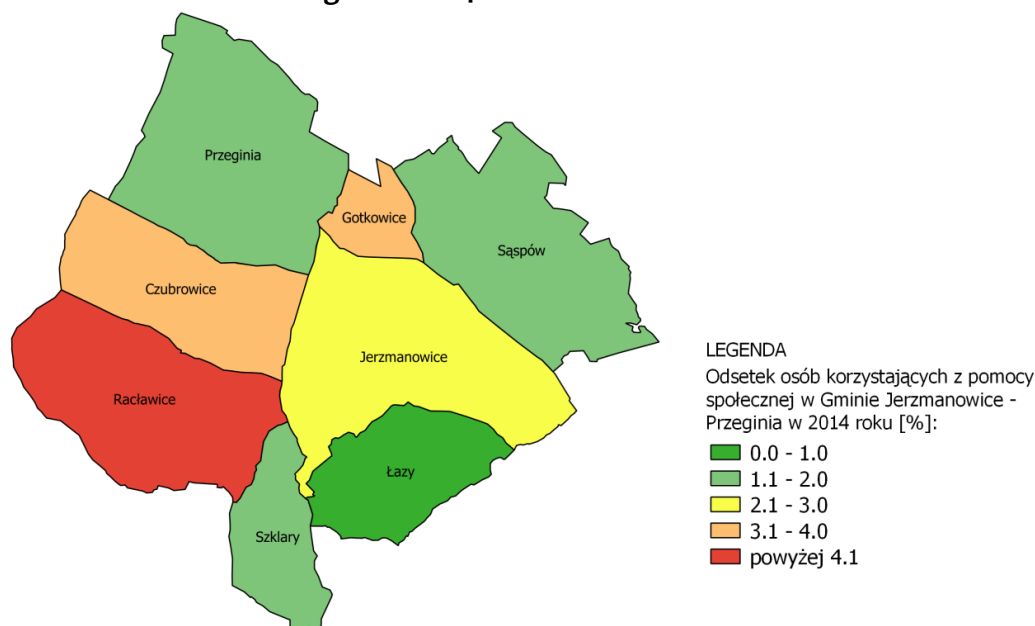 Przeginia
Gotkowice
Sąspów
Czubrowice
Jerzmanowice
Racławice
Łazy
Szklary
LEGENDA
Odsetek osób korzystających z pomocy
społecznej w Gminie Jerzmanowice -
Przeginia w 2014 roku [%]:
0.0 - 1.0
1.1 - 2.0
2.1 - 3.0
3.1 - 4.0
powyżej 4.1